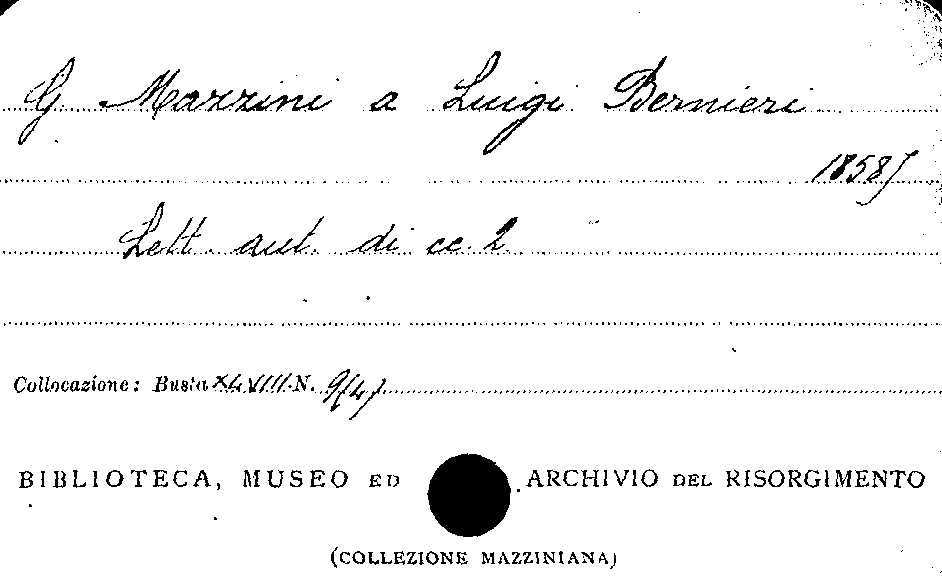 G. Mazzini a Luigi Bernieri
1858]
Lett. aut. di cc. 2
Collocazione: Busta XLVIII N. 9(4)
BIBLIOTECA, MUSEO ED ARCHIVIO DEL RISORGIMENTO
(COLLEZIONE MAZZINIANA)